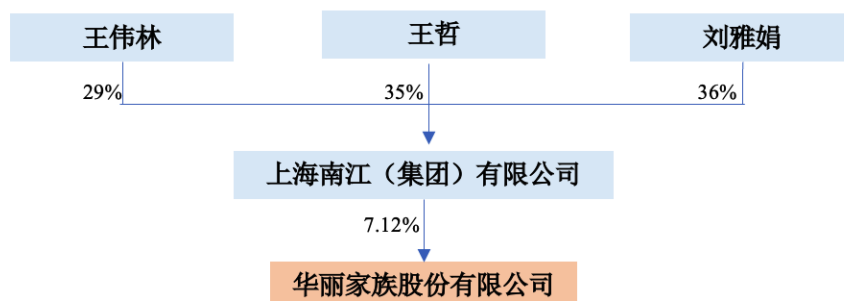 王伟林
王哲
刘雅娟
29%
35%
36%
上海南江（集团）有限公司
7.12%
华丽家族股份有限公司